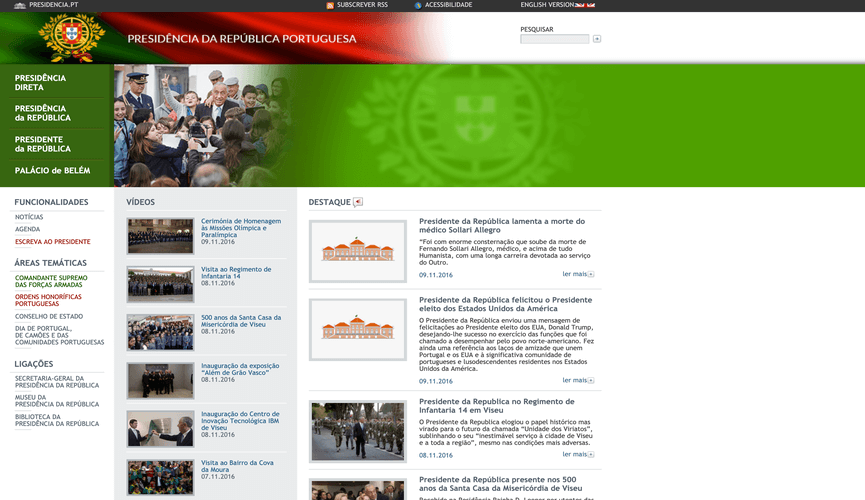 PRESIDENCIA.PT
SUBSCREVER RSS
ACESSIBILIDADE
ENGLISH VERSION
PRESIDÊNCIA DA REPÚBLICA PORTUGUESA
PESQUISAR
PRESIDÊNCIA
DIRETA
PRESIDÊNCIA
da REPÚBLICA
PRESIDENTE
da REPÚBLICA
PALÁCIO de BELÉM
FUNCIONALIDADES
NOTÍCIAS
AGENDA
ESCREVA AO PRESIDENTE
ÁREAS TEMÁTICAS
COMANDANTE SUPREMO
DAS FORÇAS ARMADAS
ORDENS HONORÍFICAS
PORTUGUESAS
CONSELHO DE ESTADO
DIA DE PORTUGAL,
DE CAMÕES E DAS
COMUNIDADES PORTUGUESAS
LIGAÇÕES
SECRETARIA-GERAL DA
PRESIDÊNCIA DA REPÚBLICA
MUSEU DA
PRESIDÊNCIA DA REPÚBLICA
BIBLIOTECA DA
PRESIDÊNCIA DA REPÚBLICA
VÍDEOS
Cerimónia de Homenagem
às Missões Olímpica e
Paralímpica
09.11.2016
Visita ao Regimento de
Infantaria 14
08.11.2016
500 anos da Santa Casa da
Misericórdia de Viseu
08.11.2016
Inauguração da exposição
“Além de Grão Vasco”
08.11.2016
Inauguração do Centro de
Inovação Tecnológica IBM
de Viseu
08.11.2016
Visita ao Bairro da Cova
da Moura
07.11.2016
DESTAQUE
Presidente da República lamenta a morte do
médico Sollari Allegro
“Foi com enorme consternação que soube da morte de
Fernando Sollari Allegro, médico, e acima de tudo
Humanista, com uma longa carreira devotada ao serviço
do Outro.
09.11.2016
ler mais
Presidente da República felicitou o Presidente
eleito dos Estados Unidos da América
O Presidente da República enviou uma mensagem de
felicitações ao Presidente eleito dos EUA, Donald Trump,
desejando-lhe sucesso no exercício das funções que foi
chamado a desempenhar pelo povo norte-americano. Fez
ainda uma referência aos laços de amizade que unem
Portugal e os EUA e à significativa comunidade de
portugueses e lusodescendentes residentes nos Estados
Unidos da América.
09.11.2016
ler mais
Presidente da Republica no Regimento de
Infantaria 14 em Viseu
O Presidente da Republica elogiou o papel histórico mas
virado para o futuro da chamada “Unidade dos Viriatos”,
sublinhando o seu “inestimável serviço à cidade de Viseu
e a toda a região”, mesmo nas condições mais adversas.
08.11.2016
ler mais
Presidente da Republica presente nos 500
anos da Santa Casa da Misericórdia de Viseu